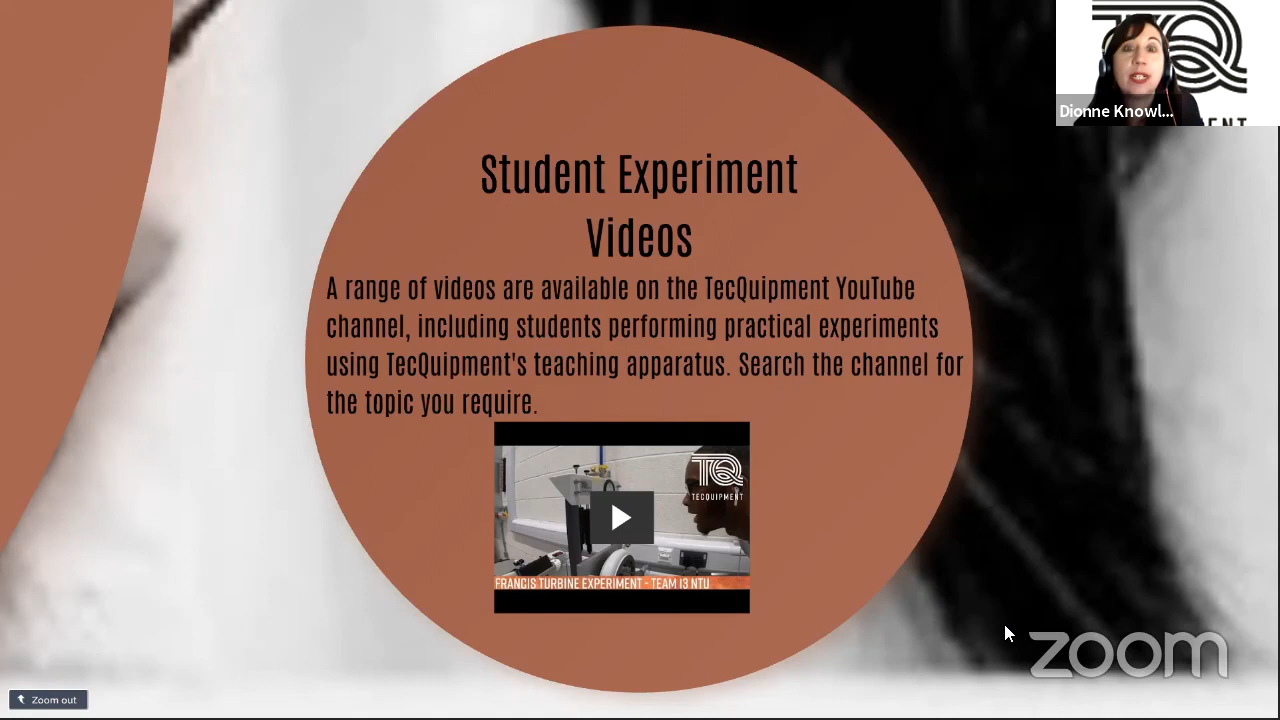 Student Experiment
Videos
A range of videos are available on the TecQuipment YouTube
channel, including students performing practical experiments
using TecQuipment's teaching apparatus. Search the channel for
the topic you require.
TQ
TECQUIPMENT
FRANCIS TURBINE EXPERIMENT - TEAM 13 NTU
TQ
Dionne Knowl...
zoom
Zoom out